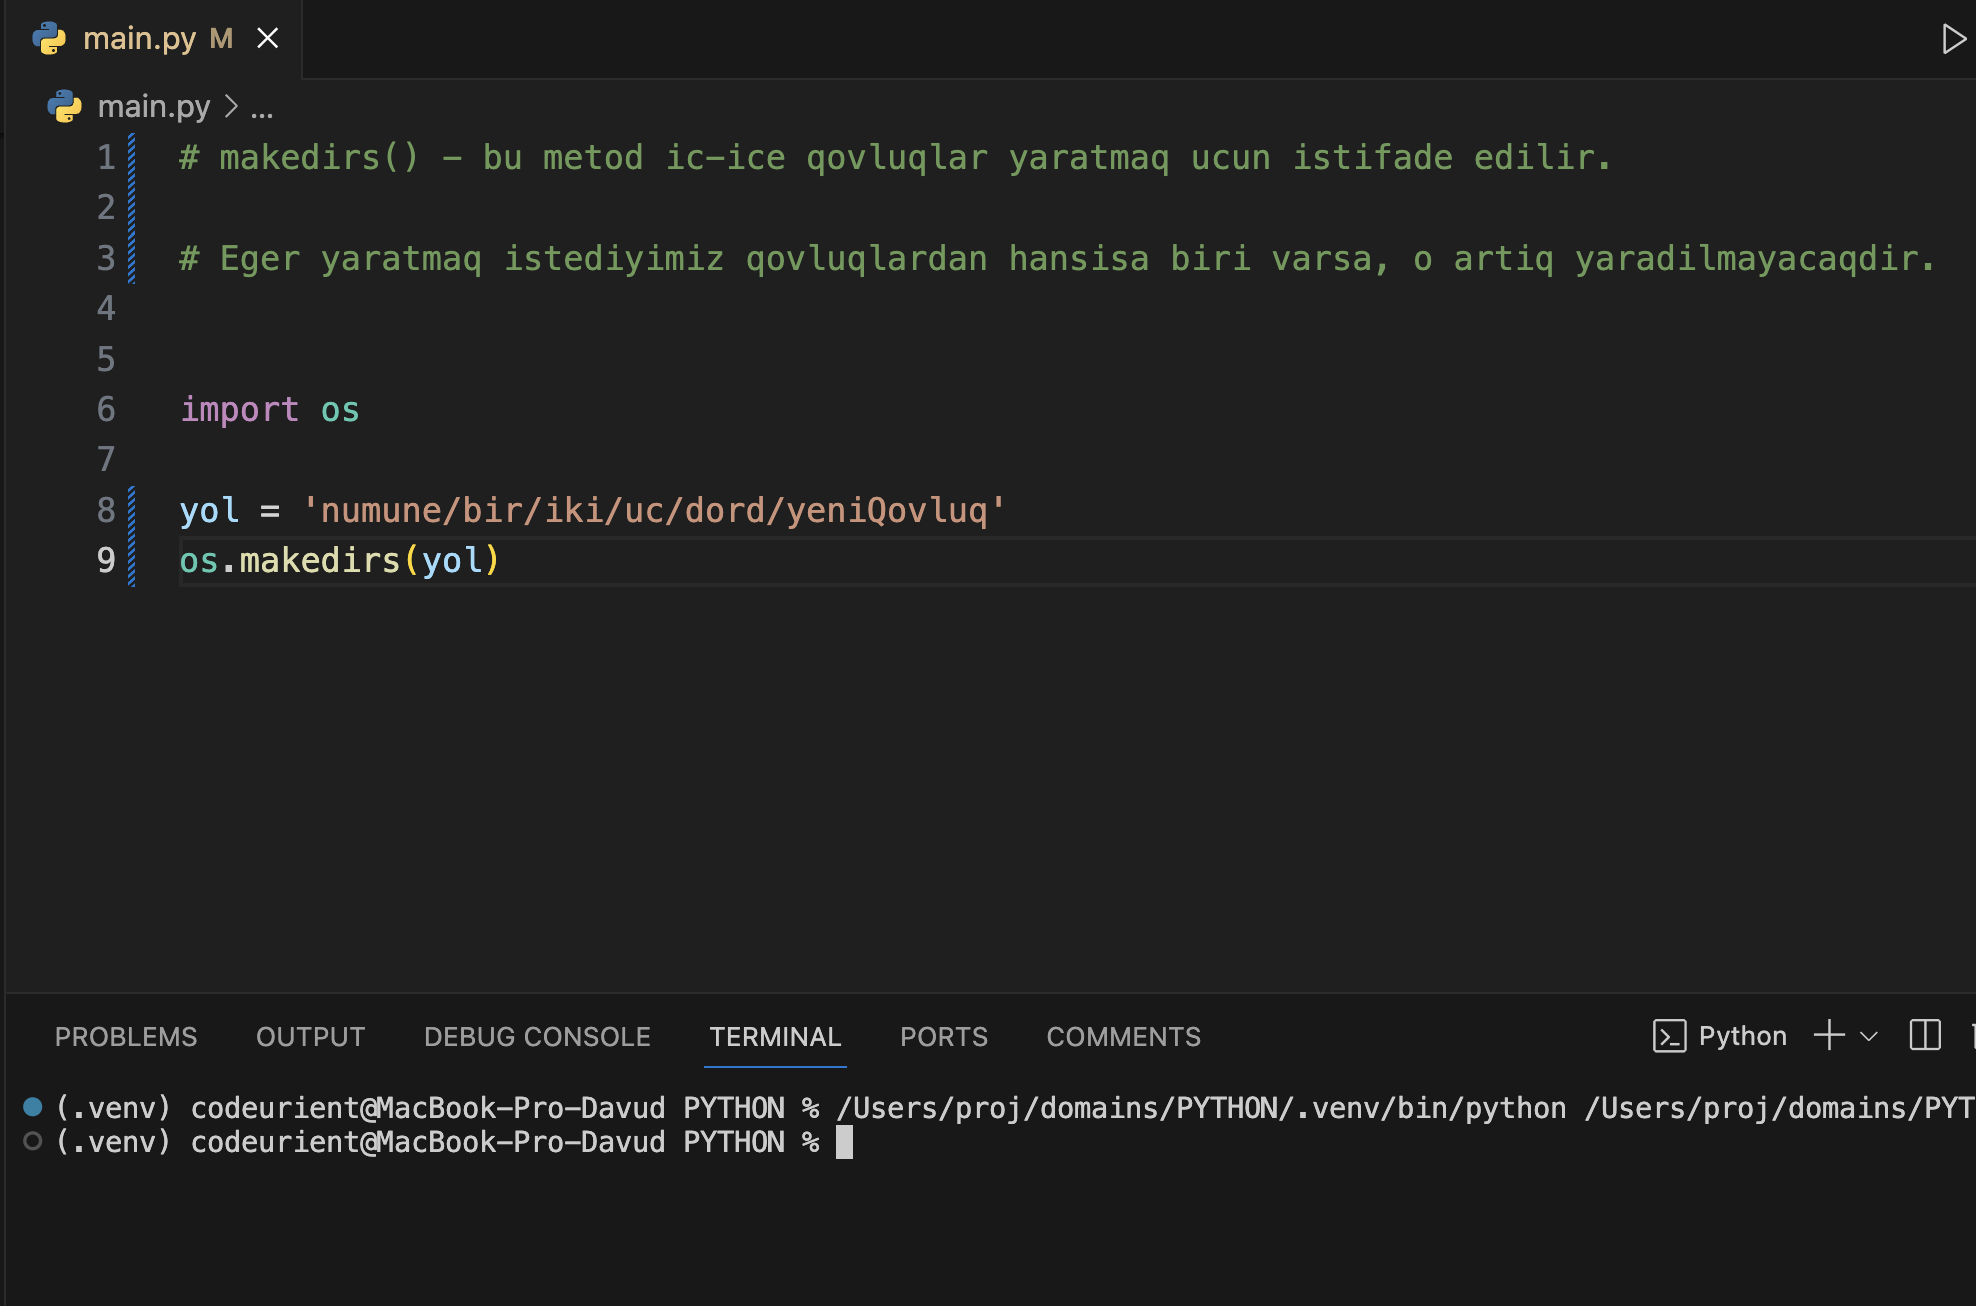 main.py M
main.py > ...
1 # makedirs() - bu metod ic-ice qovluqlar yaratmaq ucun istifade edilir.
2
3 # Eger yaratmaq istediyimiz qovluqlardan hansisa biri varsa, o artiq yaradilmayacaqdir.
4
5
6 import os
7
8 yol = 'numune/bir/iki/uc/dord/yeniQovluq'
9 os.makedirs(yol)
PROBLEMS OUTPUT DEBUG CONSOLE TERMINAL PORTS COMMENTS Python
(.venv) codeurient@MacBook-Pro-Davud PYTHON % /Users/proj/domains/PYTHON/.venv/bin/python /Users/proj/domains/PYT
(.venv) codeurient@MacBook-Pro-Davud PYTHON %